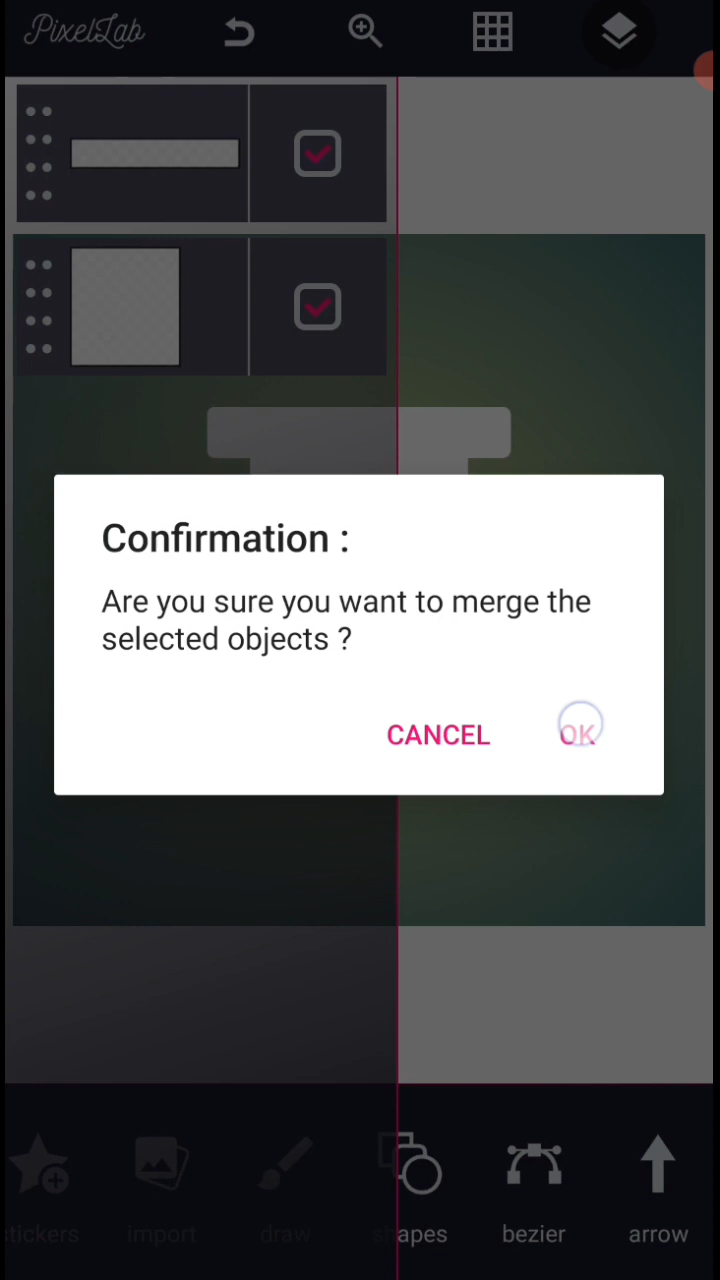 PixelLab
Confirmation :
Are you sure you want to merge the
selected objects ?
CANCEL OK
stickers import draw shapes bezier arrow